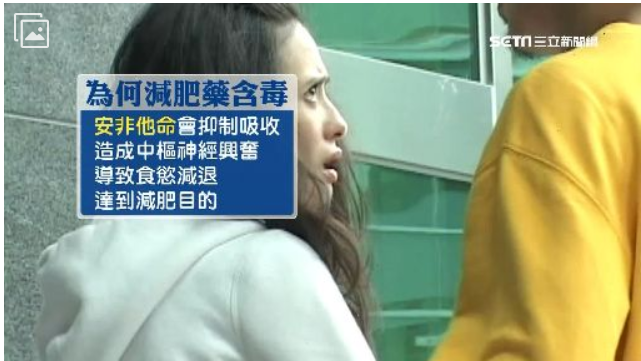 SETN三立新聞網
為何減肥藥含毒
安非他命會抑制吸收
造成中樞神經興奮
導致食慾減退
達到減肥目的